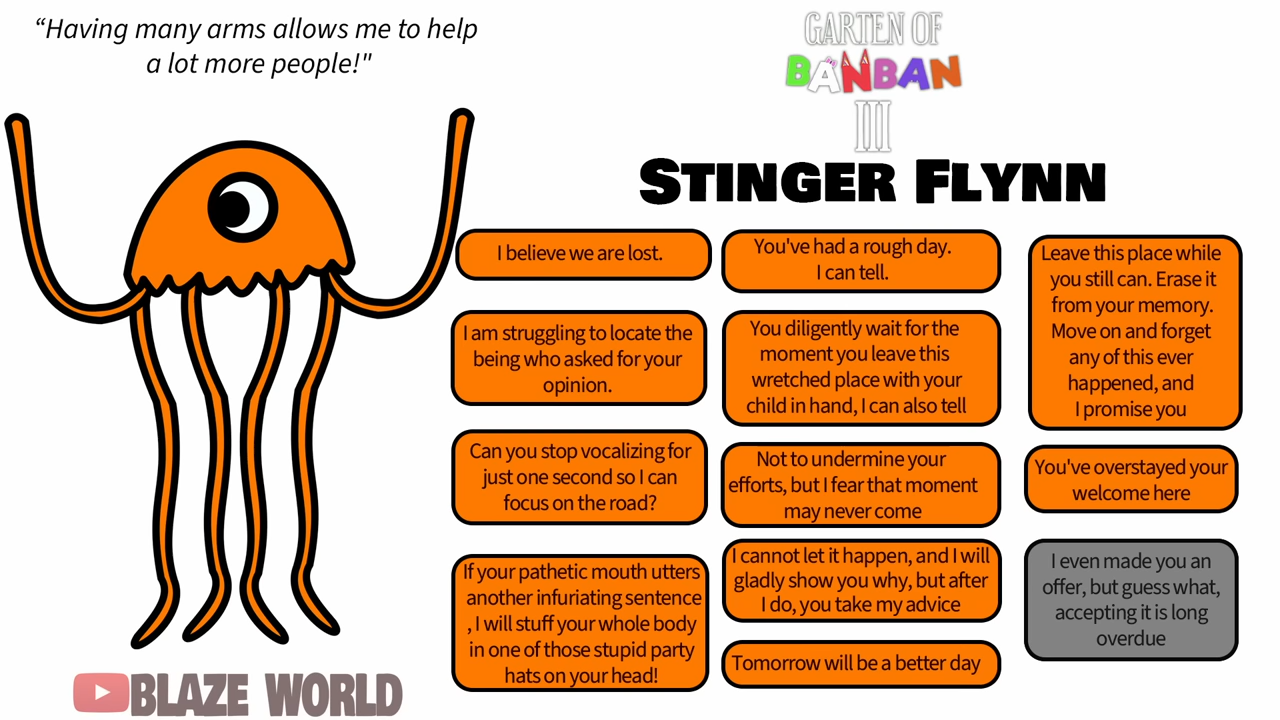 “Having many arms allows me to help
a lot more people!"
GARTEN OF
BANBAN
III
STINGER FLYNN
I believe we are lost.
I am struggling to locate the
being who asked for your
opinion.
Can you stop vocalizing for
just one second so I can
focus on the road?
If your pathetic mouth utters
another infuriating sentence
, I will stuff your whole body
in one of those stupid party
hats on your head!
You've had a rough day.
I can tell.
You diligently wait for the
moment you leave this
wretched place with your
child in hand, I can also tell
Not to undermine your
efforts, but I fear that moment
may never come
I cannot let it happen, and I will
gladly show you why, but after
I do, you take my advice
Tomorrow will be a better day
Leave this place while
you still can. Erase it
from your memory.
Move on and forget
any of this ever
happened, and
I promise you
You've overstayed your
welcome here
I even made you an
offer, but guess what,
accepting it is long
overdue
BLAZE WORLD